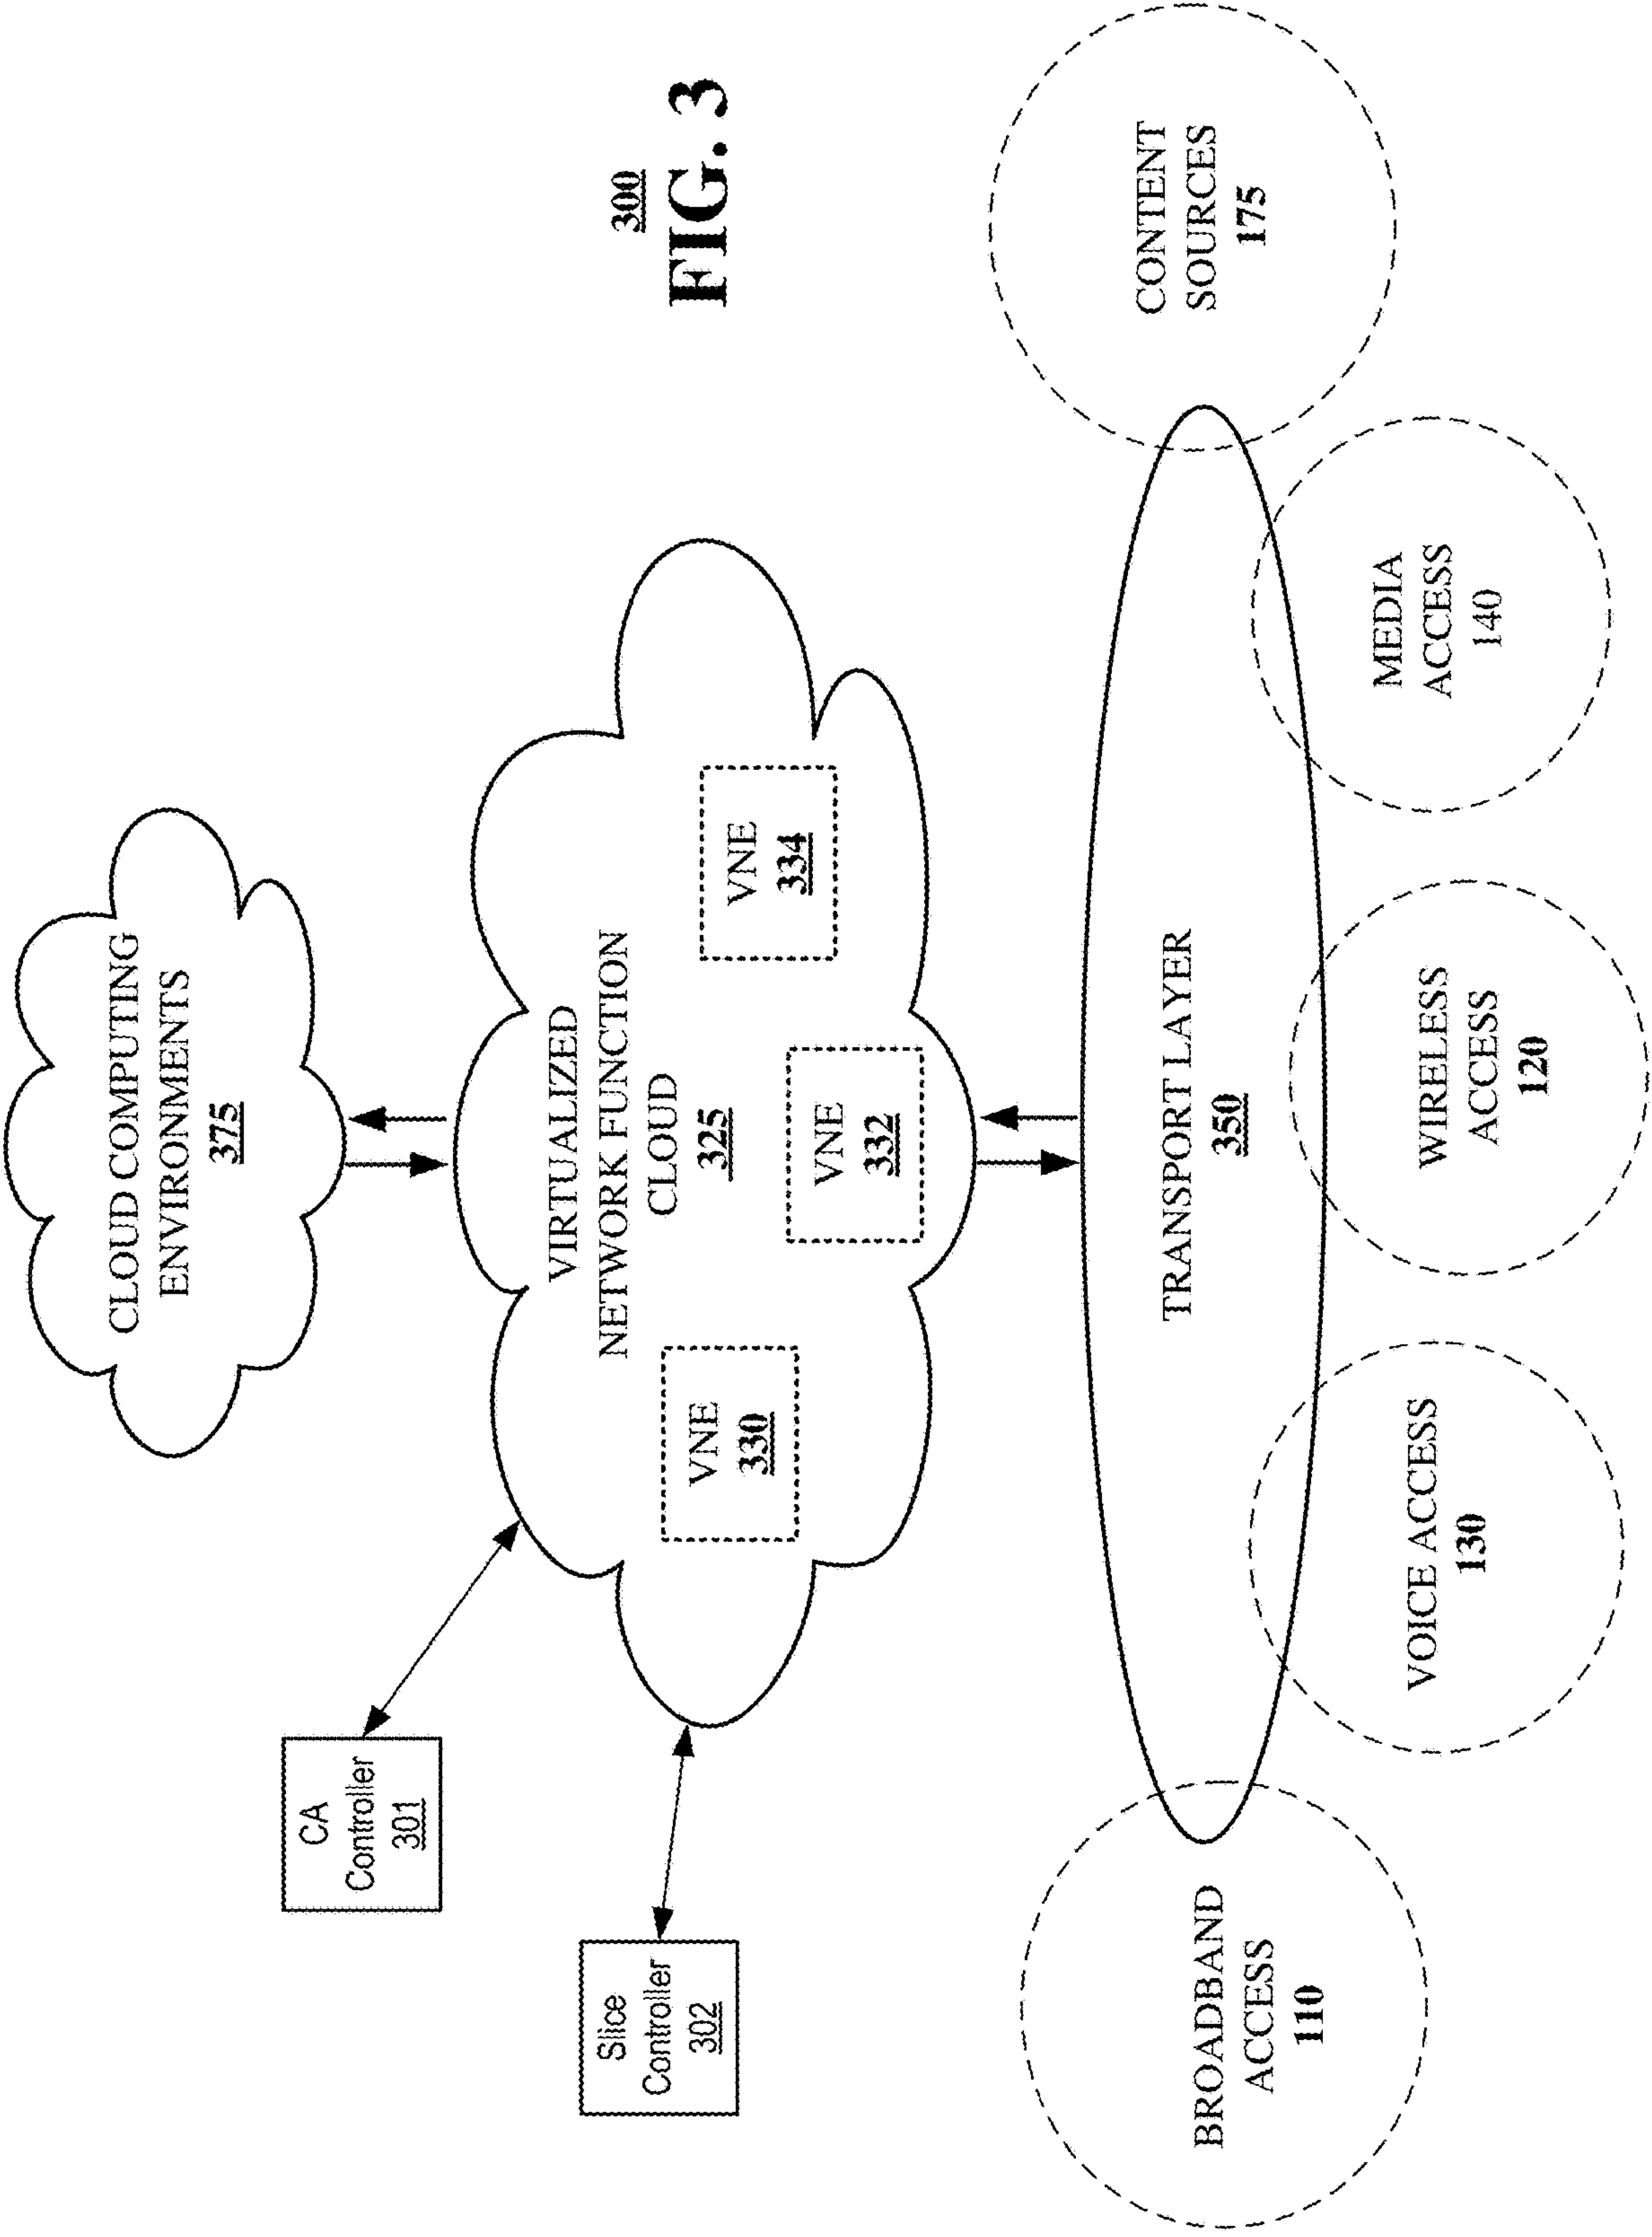 CLOUD COMPUTING
ENVIRONMENTS
375
CA
Controller
301
Slice
Controller
302
VIRTUALIZED
NETWORK FUNCTION
CLOUD
325
VNE
330
VNE
332
VNE
334
300
FIG. 3
TRANSPORT LAYER
350
BROADBAND
ACCESS
110
VOICE ACCESS
130
WIRELESS
ACCESS
120
MEDIA
ACCESS
140
CONTENT
SOURCES
175